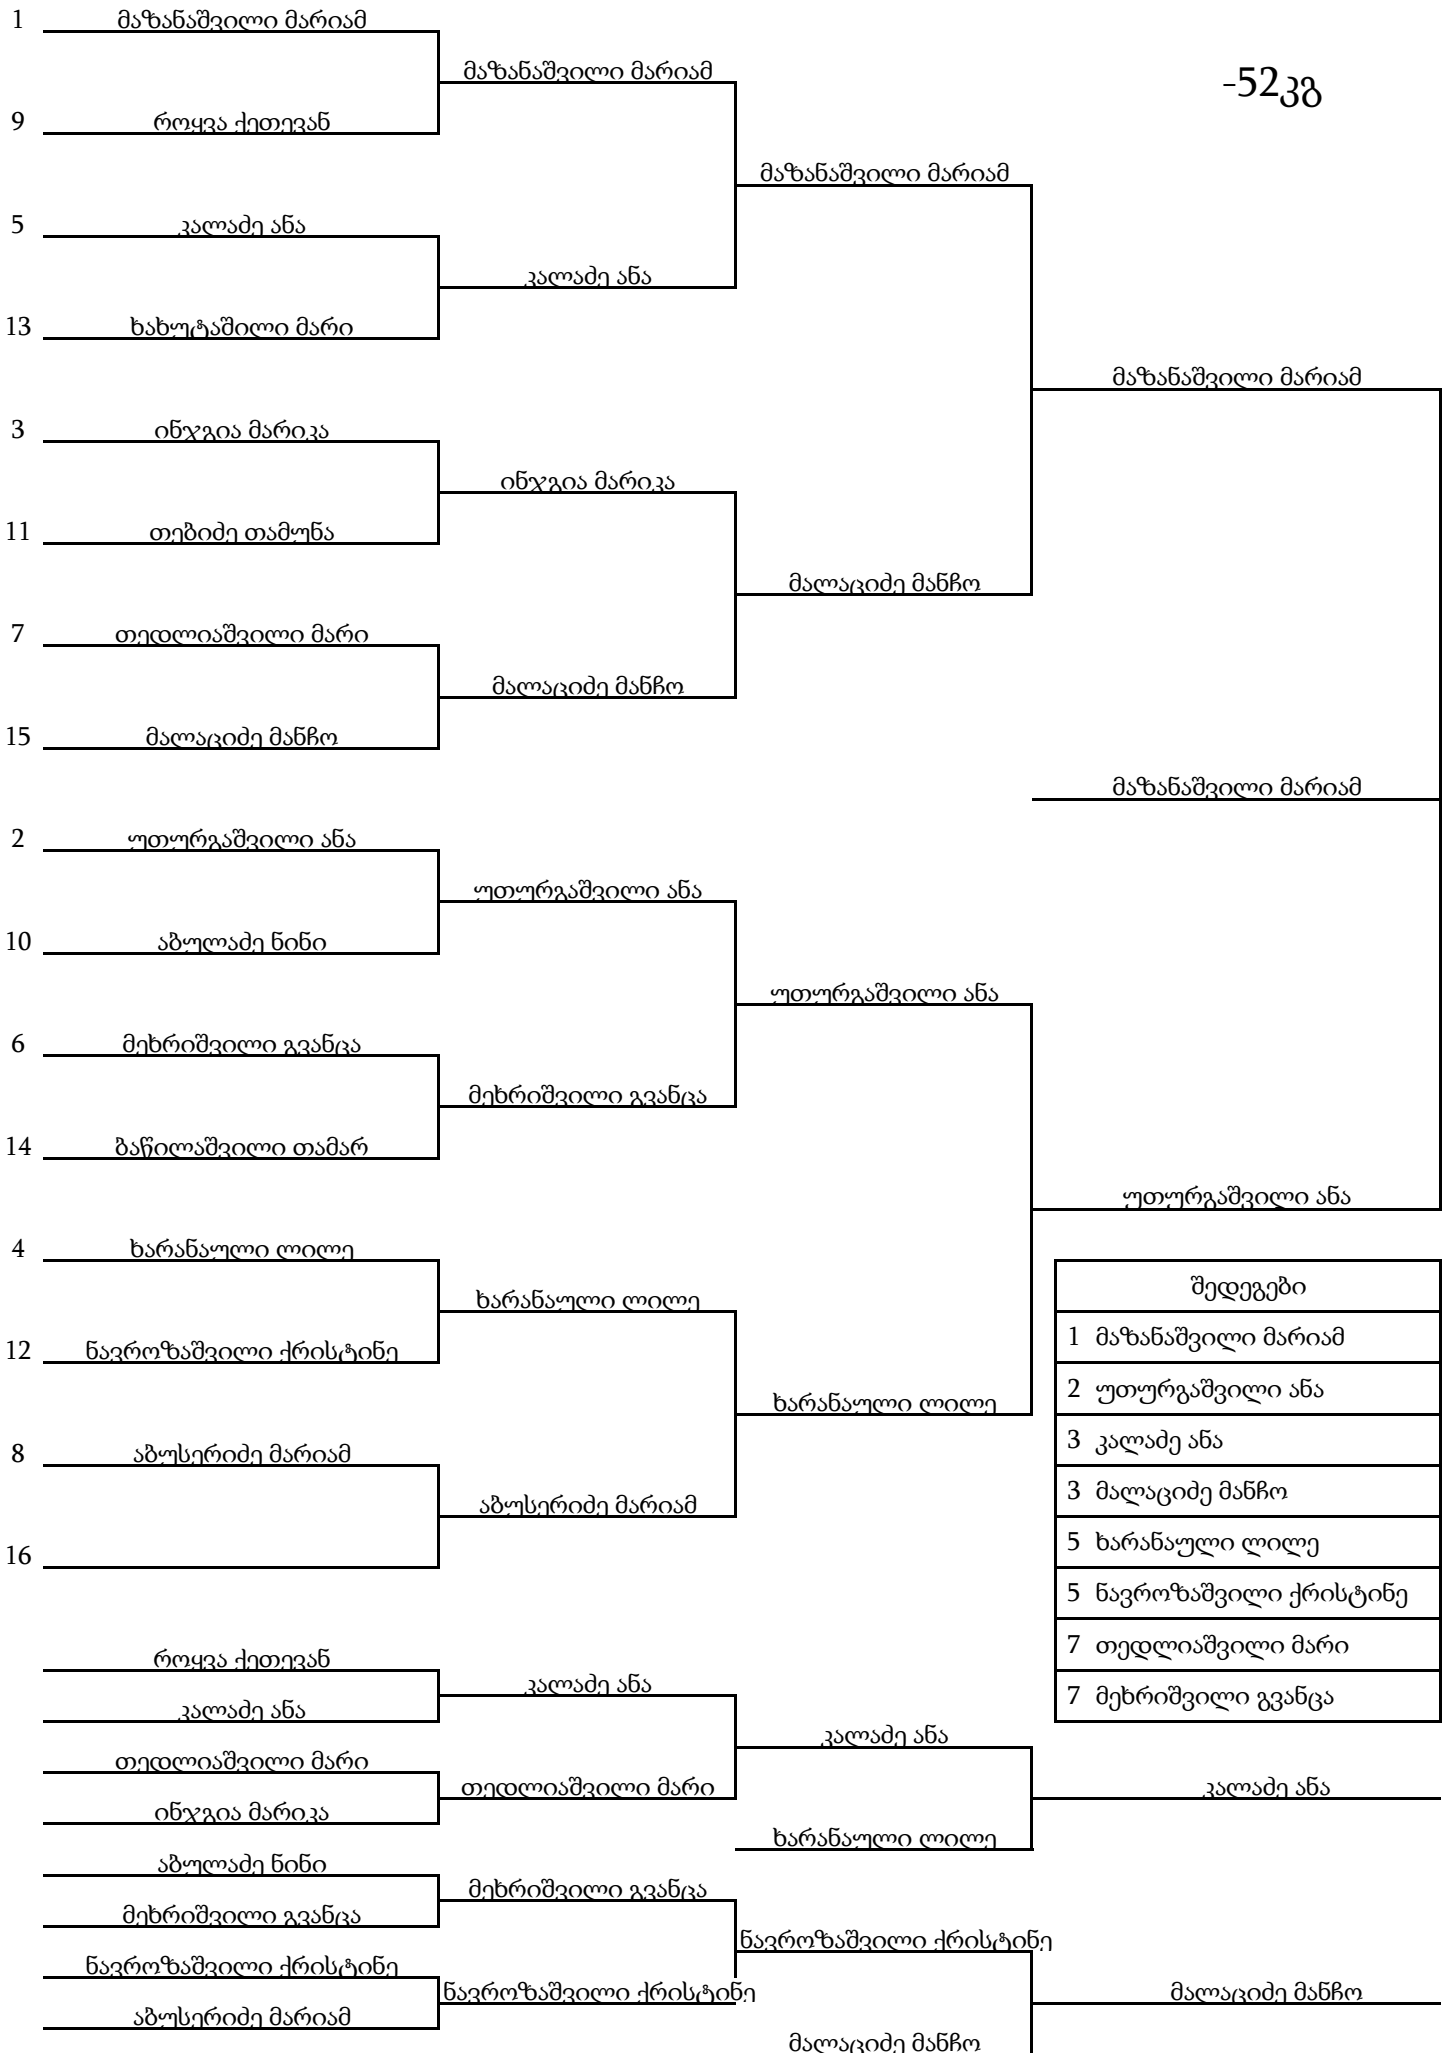 1 მაზანაშვილი მარიამ
მაზანაშვილი მარიამ
-52კგ
9 როყვა ქეთევან
მაზანაშვილი მარიამ
5 კალაძე ანა
კალაძე ანა
13 ხახუტაშილი მარი
მაზანაშვილი მარიამ
3 ინჯგია მარიკა
ინჯგია მარიკა
11 თებიძე თამუნა
მალაციძე მანჩო
7 თედლიაშვილი მარი
მალაციძე მანჩო
15 მალაციძე მანჩო
მაზანაშვილი მარიამ
2 უთურგაშვილი ანა
უთურგაშვილი ანა
10 აბულაძე ნინი
უთურგაშვილი ანა
6 მეხრიშვილი გვანცა
მეხრიშვილი გვანცა
14 ბაწილაშვილი თამარ
უთურგაშვილი ანა
4 ხარანაული ლილე
ხარანაული ლილე
12 ნავროზაშვილი ქრისტინე
ხარანაული ლილე
8 აბუსერიძე მარიამ
აბუსერიძე მარიამ
16
შედეგები
1 მაზანაშვილი მარიამ
2 უთურგაშვილი ანა
3 კალაძე ანა
3 მალაციძე მანჩო
5 ხარანაული ლილე
5 ნავროზაშვილი ქრისტინე
7 თედლიაშვილი მარი
7 მეხრიშვილი გვანცა
როყვა ქეთევან
კალაძე ანა
კალაძე ანა
კალაძე ანა
თედლიაშვილი მარი
თედლიაშვილი მარი
კალაძე ანა
ინჯგია მარიკა
ხარანაული ლილე
აბულაძე ნინი
მეხრიშვილი გვანცა
მეხრიშვილი გვანცა
ნავროზაშვილი ქრისტინე
ნავროზაშვილი ქრისტინე
ნავროზაშვილი ქრისტინე
მალაციძე მანჩო
აბუსერიძე მარიამ
მალაციძე მანჩო